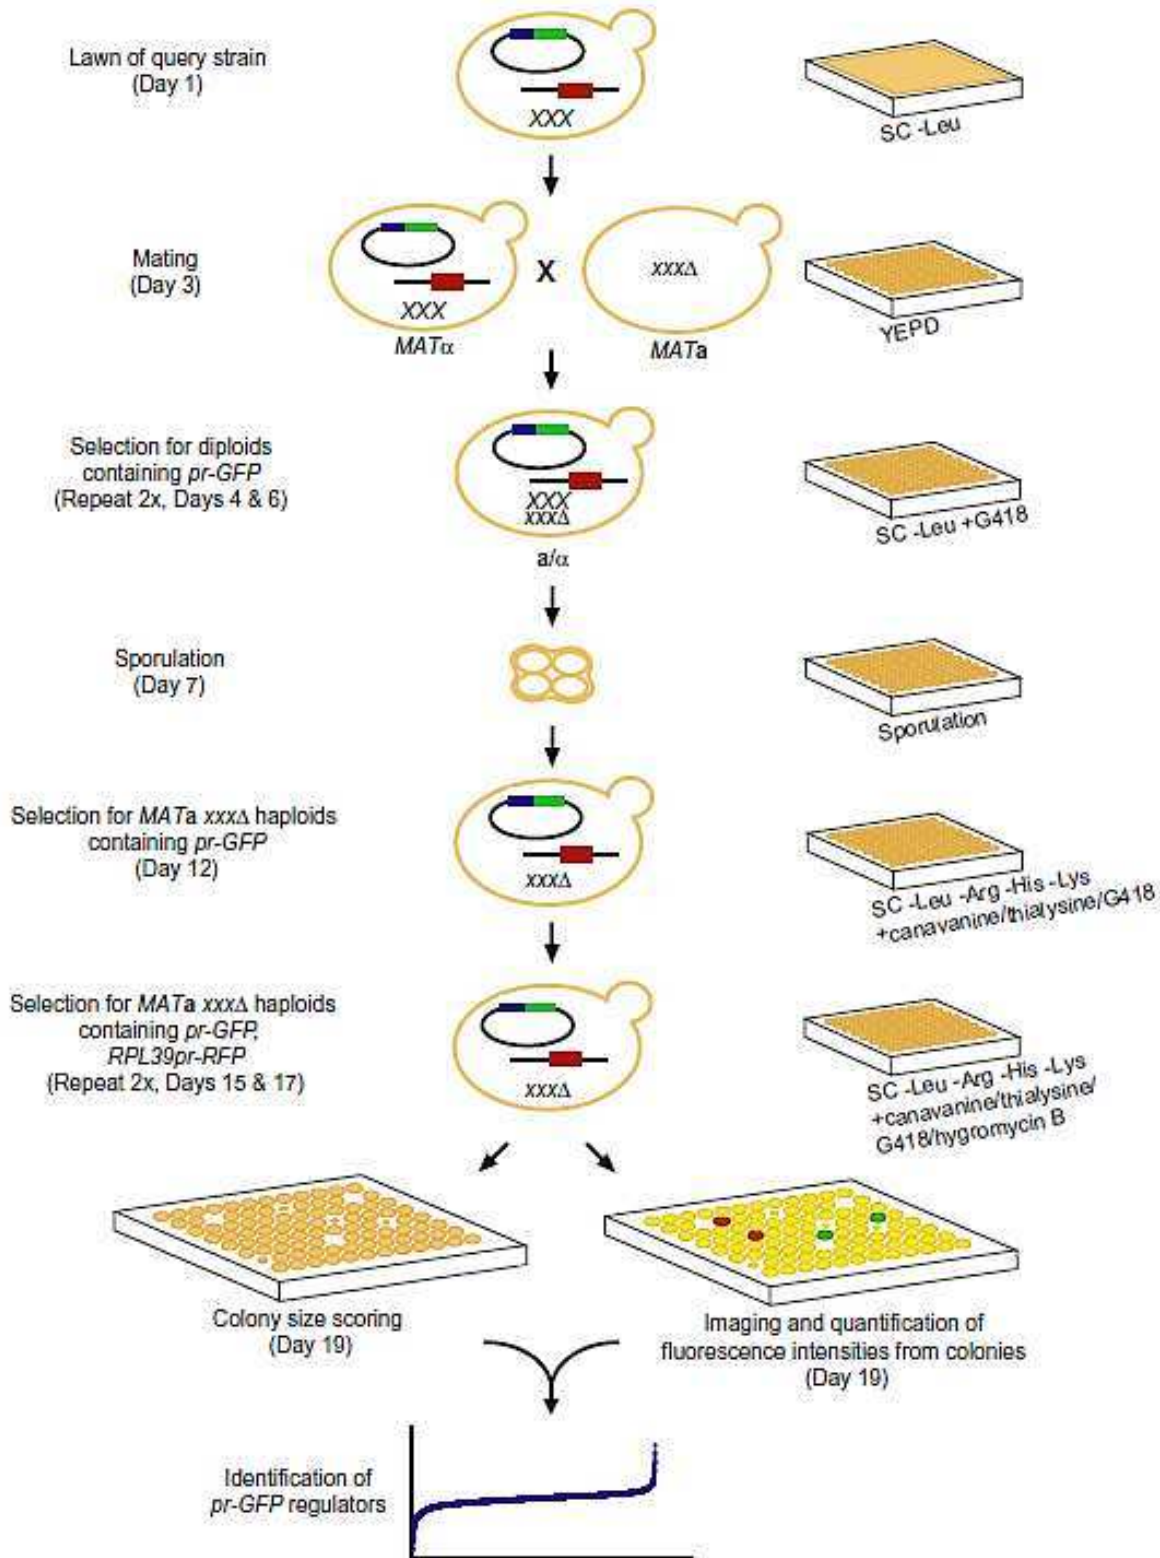 Lawn of query strain
(Day 1)
XXX
SC -Leu
Mating
(Day 3)
XXX
MATα
X
xxxΔ
MATa
YEPD
Selection for diploids
containing pr-GFP
(Repeat 2x, Days 4 & 6)
XXX
xxxΔ
a/α
SC -Leu +G418
Sporulation
(Day 7)
Sporulation
Selection for MATa xxxΔ haploids
containing pr-GFP
(Day 12)
xxxΔ
SC -Leu -Arg -His -Lys
+canavanine/thialysine/G418
Selection for MATa xxxΔ haploids
containing pr-GFP,
RPL39pr-RFP
(Repeat 2x, Days 15 & 17)
xxxΔ
SC -Leu -Arg -His -Lys
+canavanine/thialysine/
G418/hygromycin B
Colony size scoring
(Day 19)
Imaging and quantification of
fluorescence intensities from colonies
(Day 19)
Identification of
pr-GFP regulators